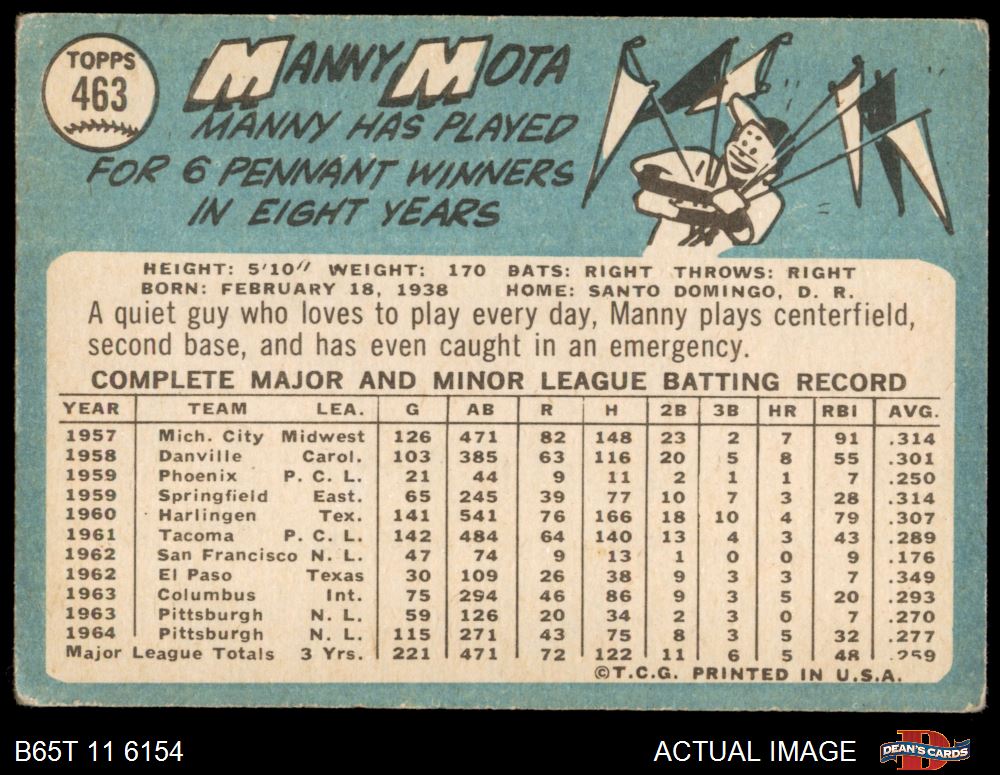 TOPPS
463
MANNY MOTA
MANNY HAS PLAYED
FOR 6 PENNANT WINNERS
IN EIGHT YEARS
HEIGHT: 5'10" WEIGHT: 170 BATS: RIGHT THROWS: RIGHT
BORN: FEBRUARY 18, 1938 HOME: SANTO DOMINGO, D. R.
A quiet guy who loves to play every day, Manny plays centerfield,
second base, and has even caught in an emergency.
COMPLETE MAJOR AND MINOR LEAGUE BATTING RECORD
YEAR TEAM LEA. G AB R H 2B 3B HR RBI AVG.
1957 Mich. City Midwest 126 471 82 148 23 2 7 91 .314
1958 Danville Carol. 103 385 63 116 20 5 8 55 .301
1959 Phoenix P. C. L. 21 44 9 11 2 1 1 7 .250
1959 Springfield East. 65 245 39 77 10 7 3 28 .314
1960 Harlingen Tex. 141 541 76 166 18 10 4 79 .307
1961 Tacoma P. C. L. 142 484 64 140 13 4 3 43 .289
1962 San Francisco N. L. 47 74 9 13 1 0 0 9 .176
1962 El Paso Texas 30 109 26 38 9 3 3 7 .349
1963 Columbus Int. 75 294 46 86 9 3 5 20 .293
1963 Pittsburgh N. L. 59 126 20 34 2 3 0 7 .270
1964 Pittsburgh N. L. 115 271 43 75 8 3 5 32 .277
Major League Totals 3 Yrs. 221 471 72 122 11 6 5 48 .259
©T.C.G. PRINTED IN U.S.A.
B65T 11 6154 ACTUAL IMAGE DEAN'S CARDS